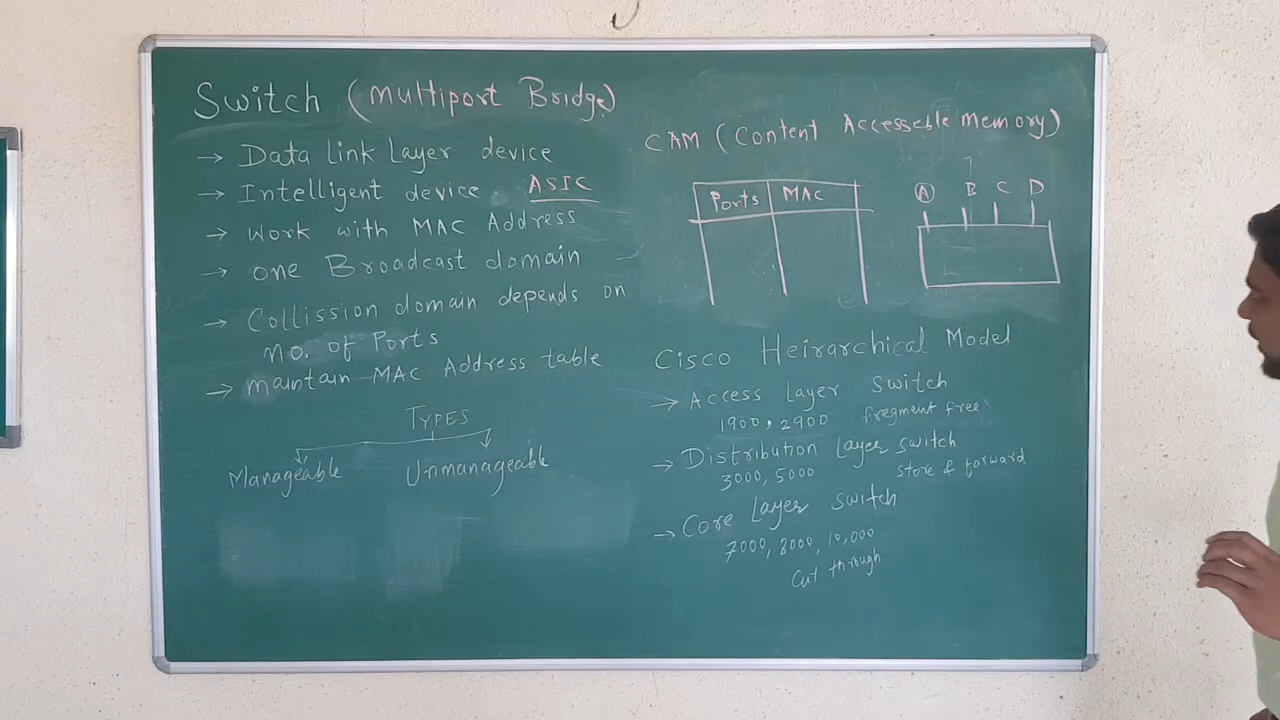 Switch (Multiport Bridge)
→ Data Link Layer device
→ Intelligent device ASIC
→ Work with MAC Address
→ one Broadcast domain
→ Collission domain depends on
no. of Ports
→ maintain MAC Address table
TYPES
Manageable Unmanageable
CAM (Content Accessable Memory)
Ports MAC
A B C D
Cisco Heirarchical Model
→ Access Layer switch
1900, 2900 fregment free
→ Distribution Layer switch
3000, 5000 store & forward
→ Core Layer switch
7000, 8000, 10,000
Cut through